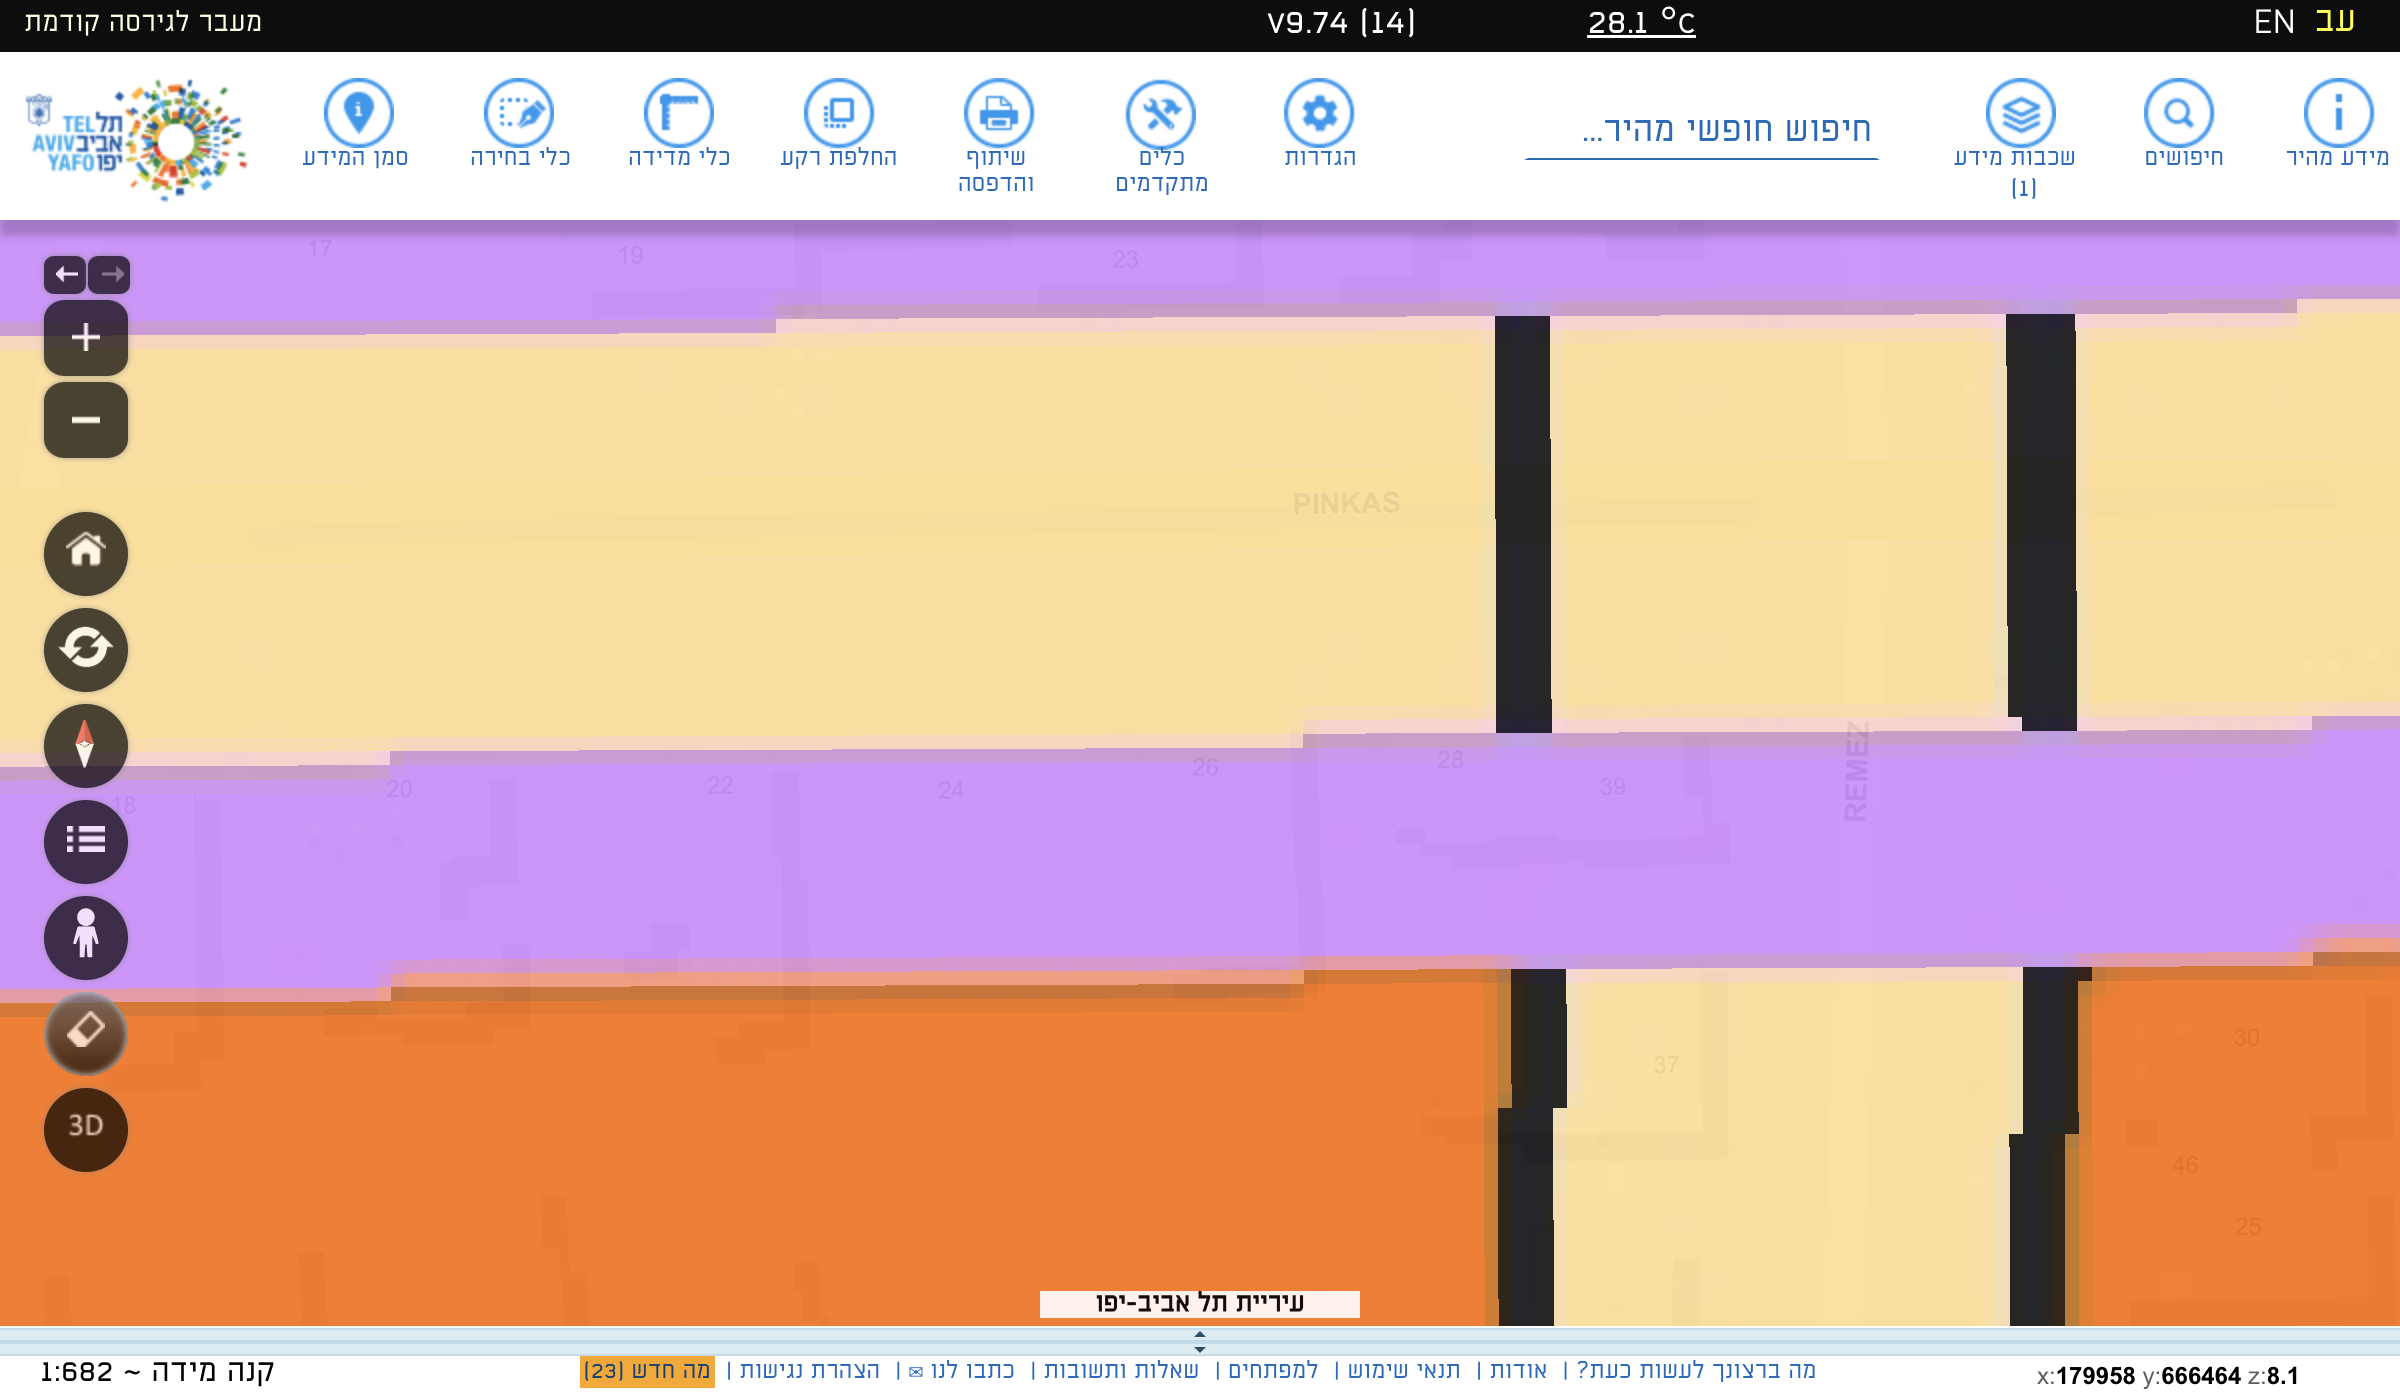 עב EN
28.1 °C
V9.74 (14)
מעבר לגירסה קודמת
מידע מהיר
חיפושים
שכבות מידע
(1)
חיפוש חופשי מהיר...
הגדרות
כלים
מתקדמים
שיתוף
והדפסה
החלפת רקע
כלי מדידה
כלי בחירה
סמן המידע
תל אביב יפו
TEL AVIV YAFO
17
19
23
PINKAS
18
20
22
24
26
28
39
REMEZ
37
30
46
25
3D
עיריית תל אביב-יפו
מה ברצונך לעשות כעת? | אודות | תנאי שימוש | למפתחים | שאלות ותשובות | כתבו לנו ✉ | הצהרת נגישות | מה חדש (23)
קנה מידה ~ 1:682
x:179958 y:666464 z:8.1